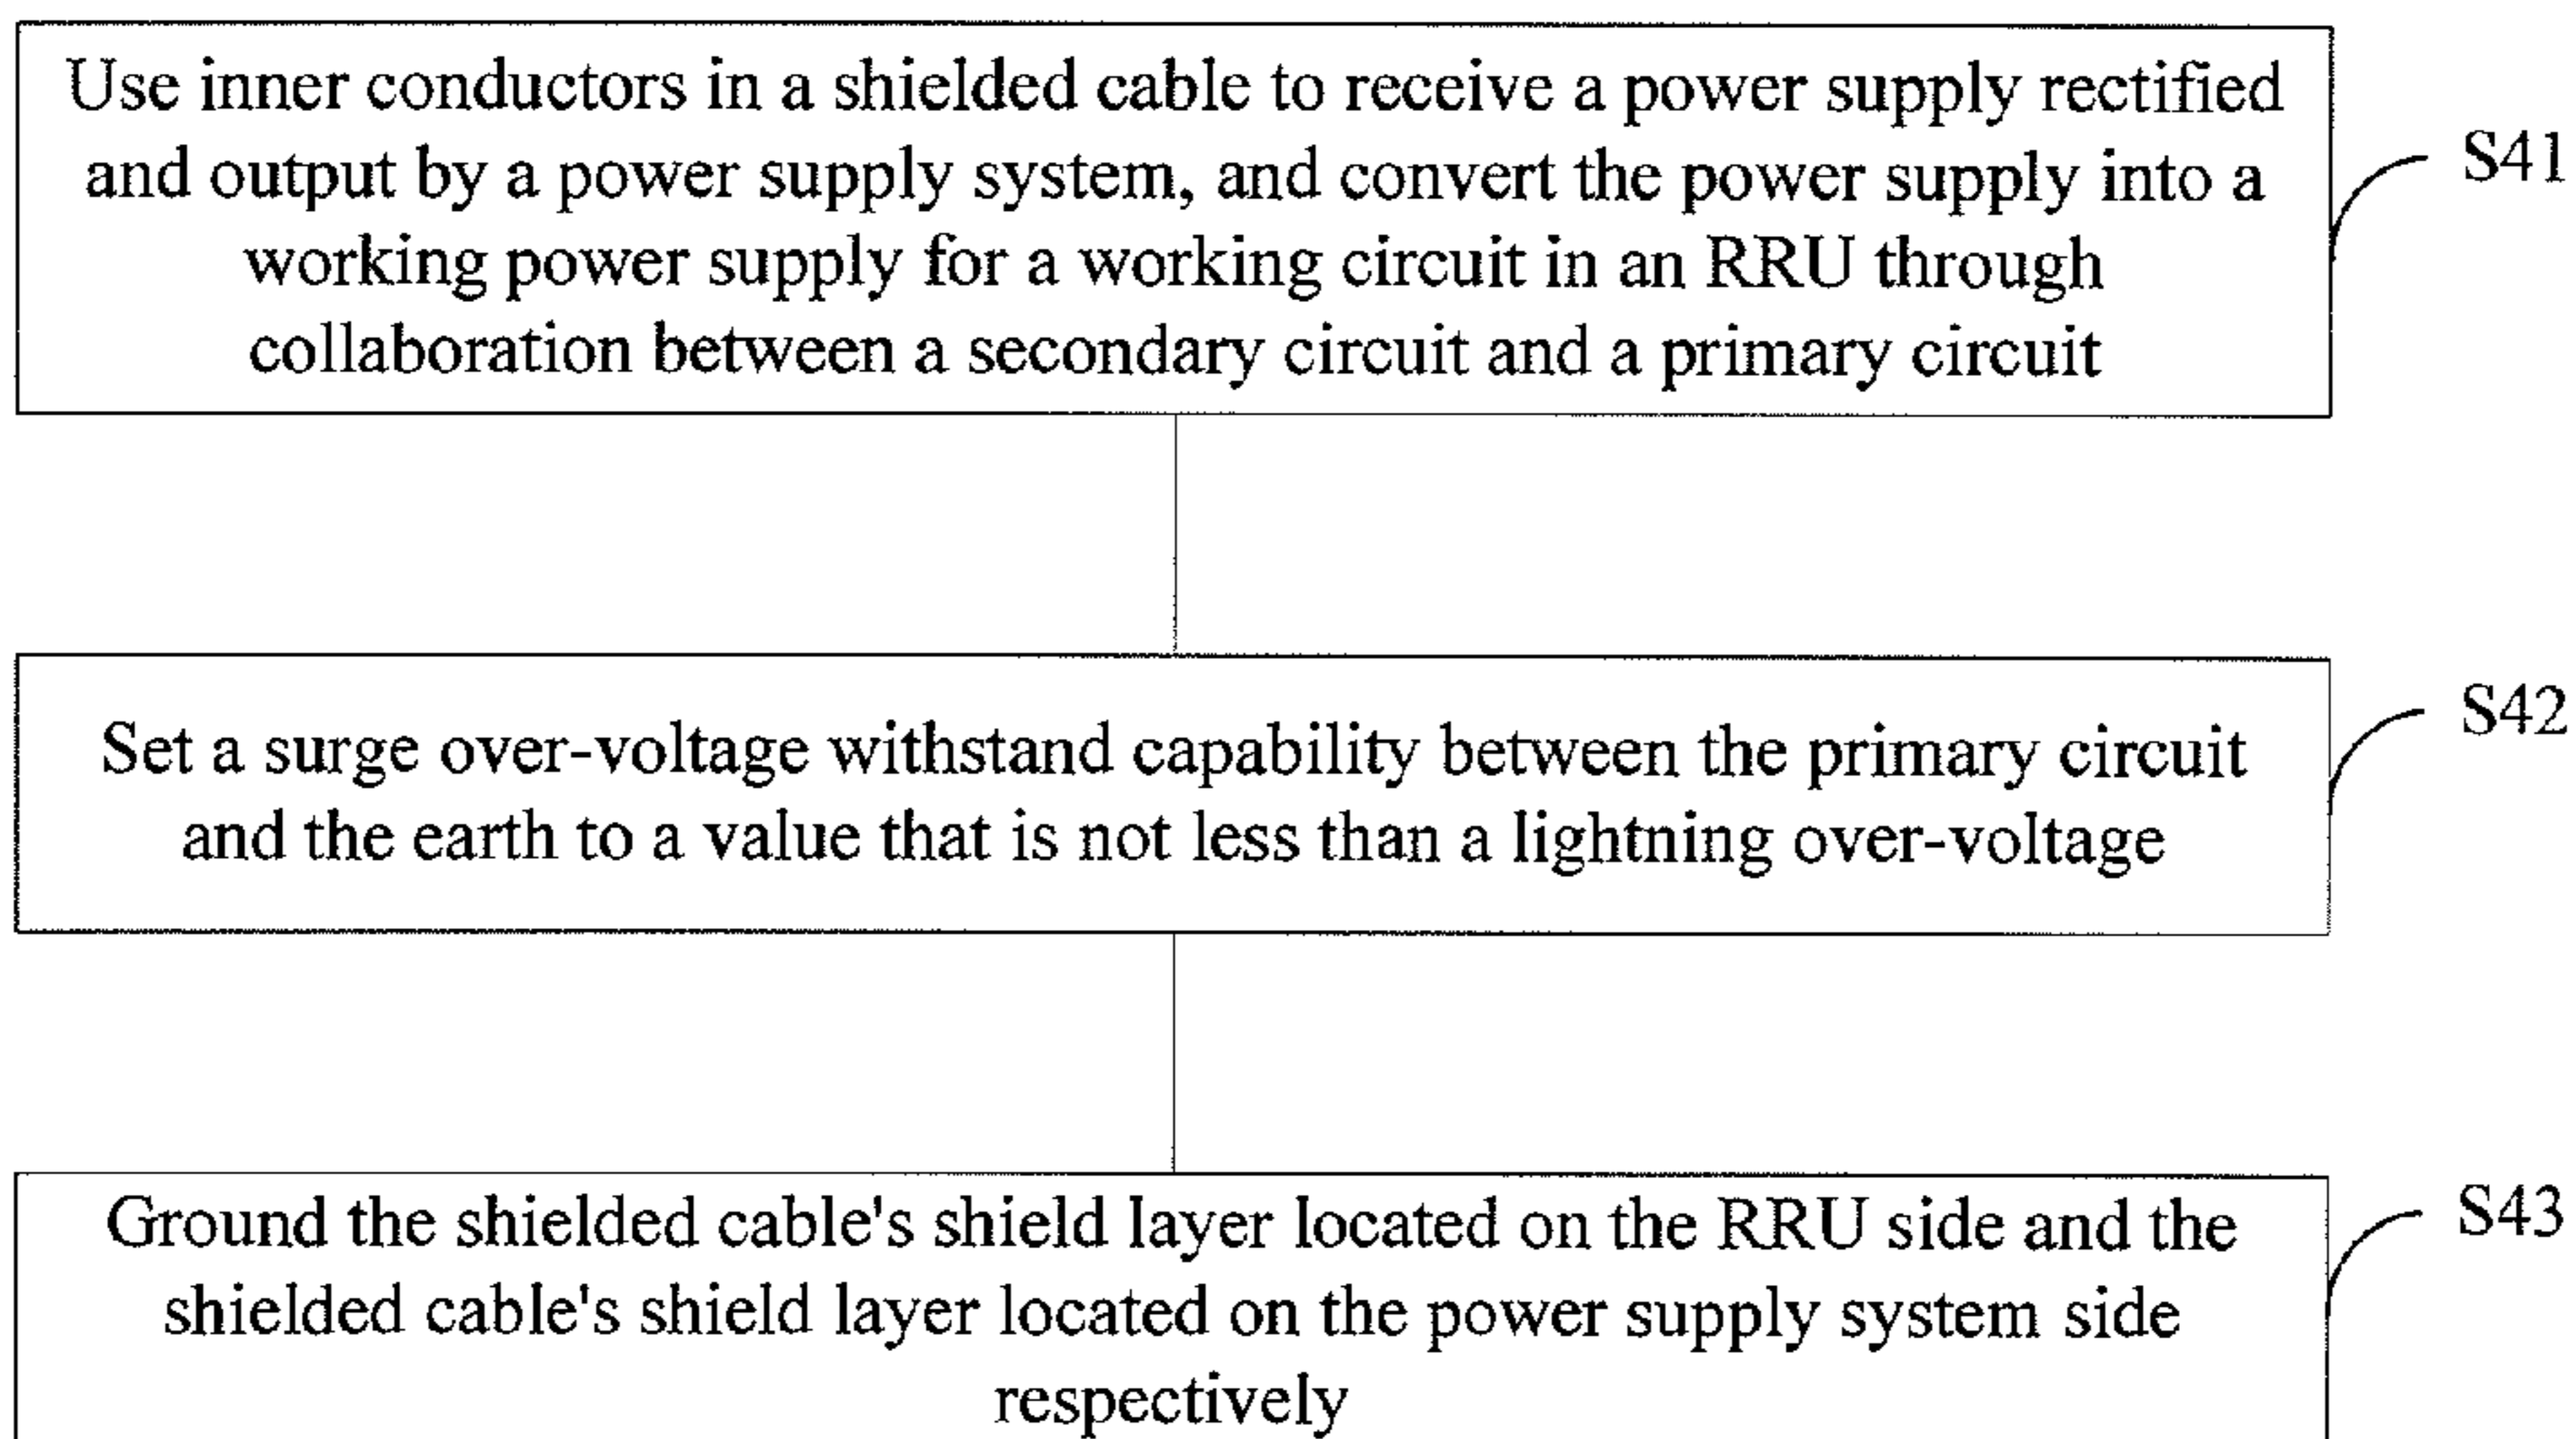 Use inner conductors in a shielded cable to receive a power supply rectified
and output by a power supply system, and convert the power supply into a
working power supply for a working circuit in an RRU through
collaboration between a secondary circuit and a primary circuit
S41
Set a surge over-voltage withstand capability between the primary circuit
and the earth to a value that is not less than a lightning over-voltage
S42
Ground the shielded cable's shield layer located on the RRU side and the
shielded cable's shield layer located on the power supply system side
respectively
S43